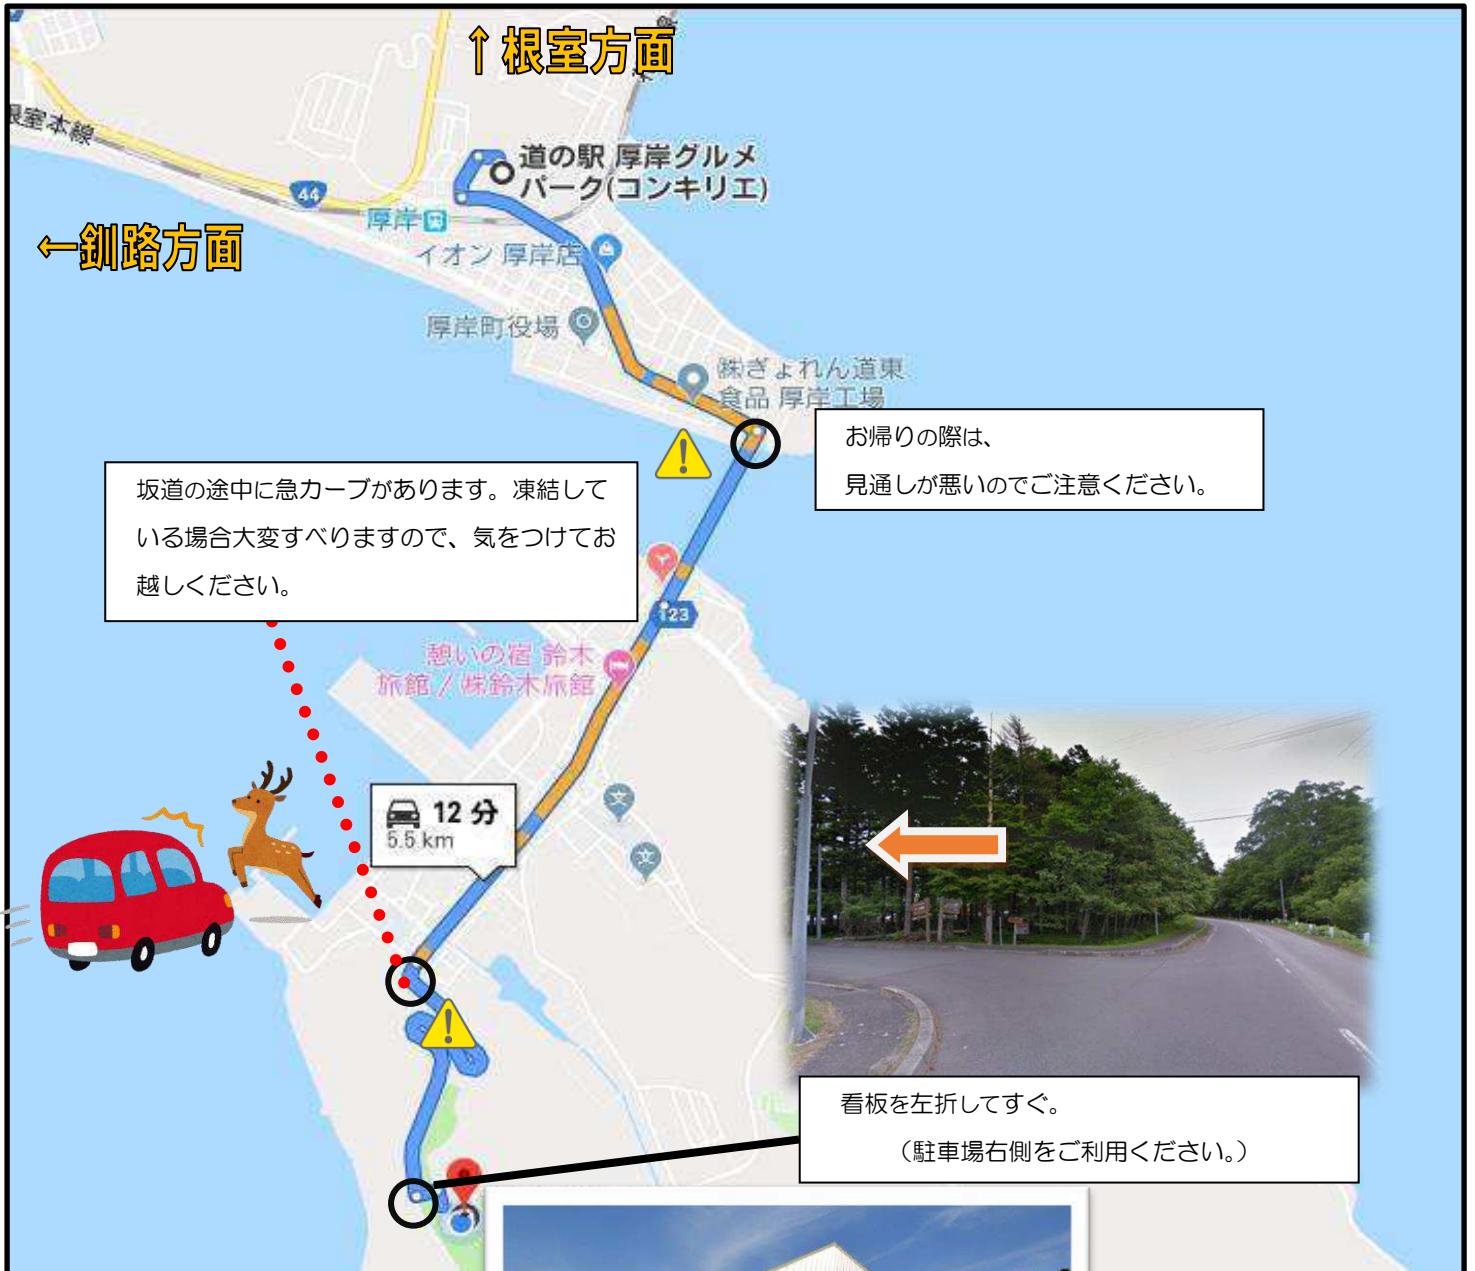 ↑根室方面
根室本線
道の駅 厚岸グルメ
パーク(コンキリエ)
44
厚岸
←釧路方面
イオン 厚岸店
厚岸町役場
㈱ぎょれん道東
食品 厚岸工場
お帰りの際は、
見通しが悪いのでご注意ください。
坂道の途中に急カーブがあります。凍結して
いる場合大変すべりますので、気をつけてお
越しください。
123
憩いの宿 鈴木
旅館/㈱鈴木旅館
12 分
5.5 km
文
文
看板を左折してすぐ。
(駐車場右側をご利用ください。)